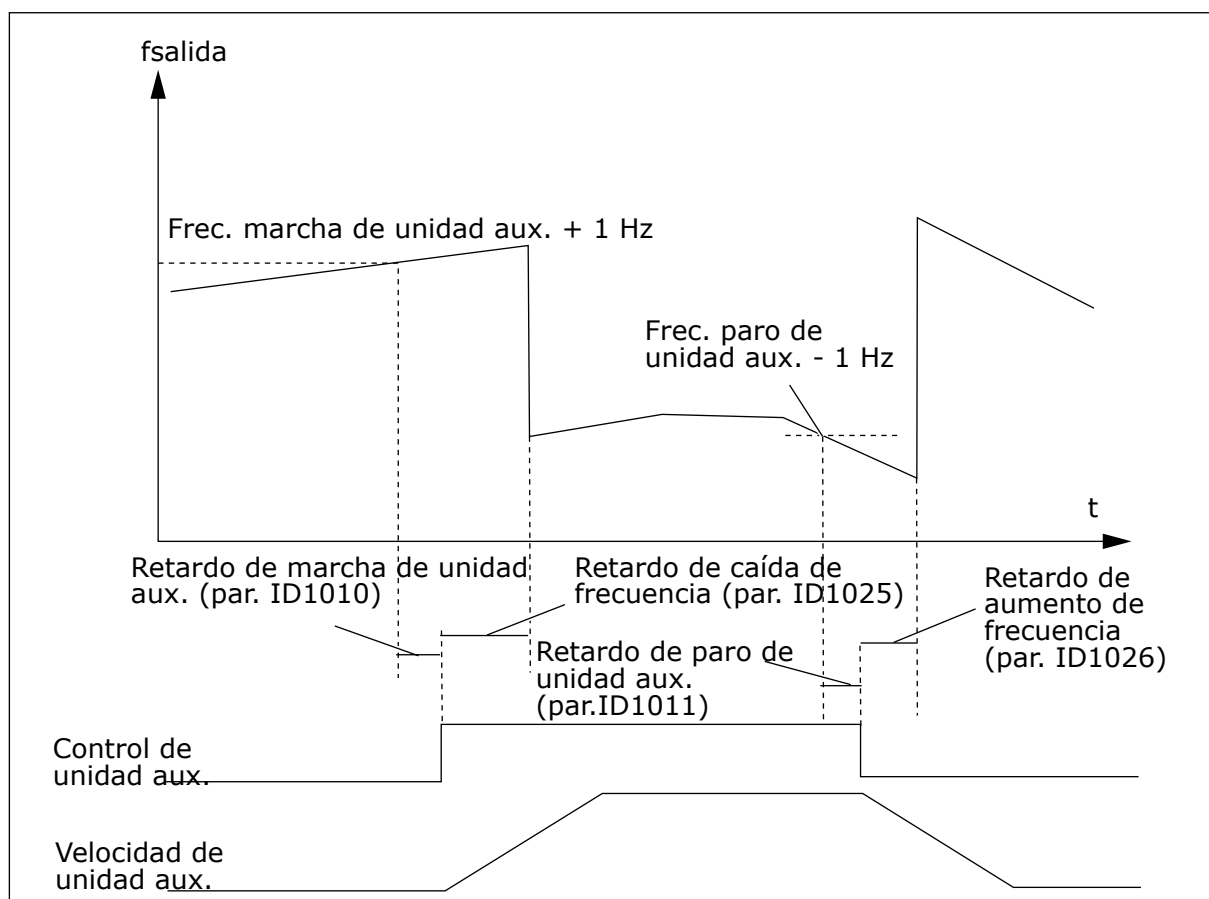 fsalida
Frec. marcha de unidad aux. + 1 Hz
Frec. paro de
unidad aux. - 1 Hz
t
Retardo de marcha de unidad
aux. (par. ID1010)
Retardo de caída de
frecuencia (par. ID1025)
Retardo de
aumento de
frecuencia
(par. ID1026)
Retardo de paro de
unidad aux.
(par.ID1011)
Control de
unidad aux.
Velocidad de
unidad aux.